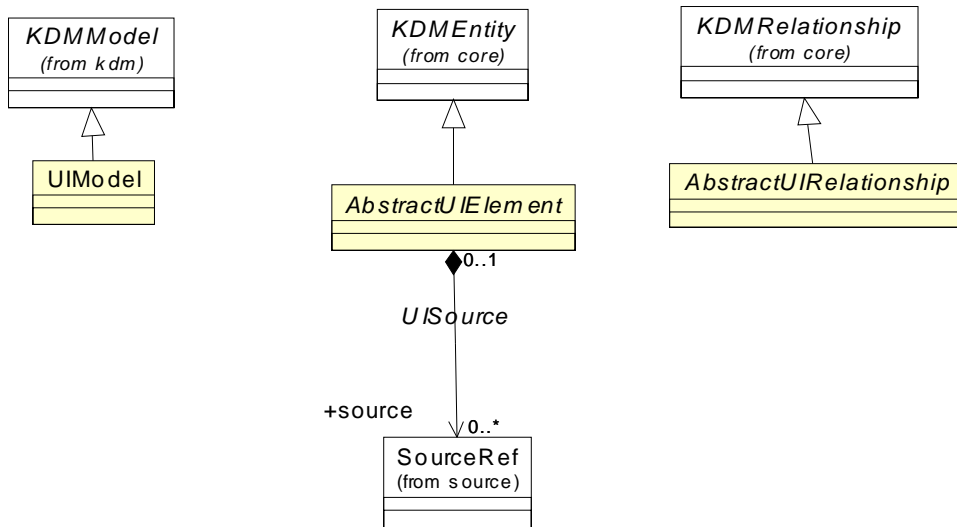 KDMModel
(from kdm)
KDMEntity
(from core)
KDMRelationship
(from core)
UIModel
AbstractUIElement
AbstractUIRelationship
0..1
UISource
+source
0..*
SourceRef
(from source)